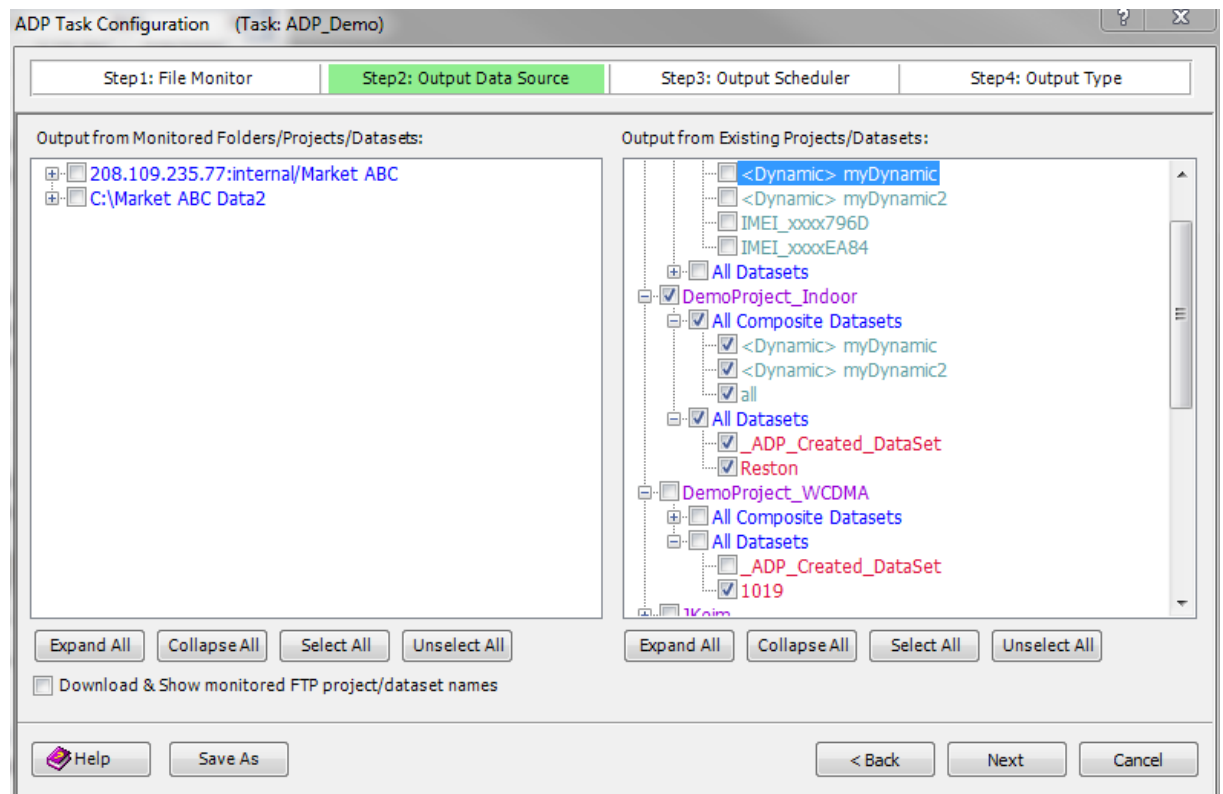 ADP Task Configuration (Task: ADP_Demo)
Step1: File Monitor
Step2: Output Data Source
Step3: Output Scheduler
Step4: Output Type
Output from Monitored Folders/Projects/Datasets:
208.109.235.77:internal/Market ABC
C:\Market ABC Data2
Expand All
Collapse All
Select All
Unselect All
Download & Show monitored FTP project/dataset names
Output from Existing Projects/Datasets:
<Dynamic> myDynamic
<Dynamic> myDynamic2
IMEI_xxxx796D
IMEI_xxxxEA84
All Datasets
DemoProject_Indoor
All Composite Datasets
<Dynamic> myDynamic
<Dynamic> myDynamic2
all
All Datasets
_ADP_Created_DataSet
Reston
DemoProject_WCDMA
All Composite Datasets
All Datasets
_ADP_Created_DataSet
1019
Expand All
Collapse All
Select All
Unselect All
Help
Save As
< Back
Next
Cancel